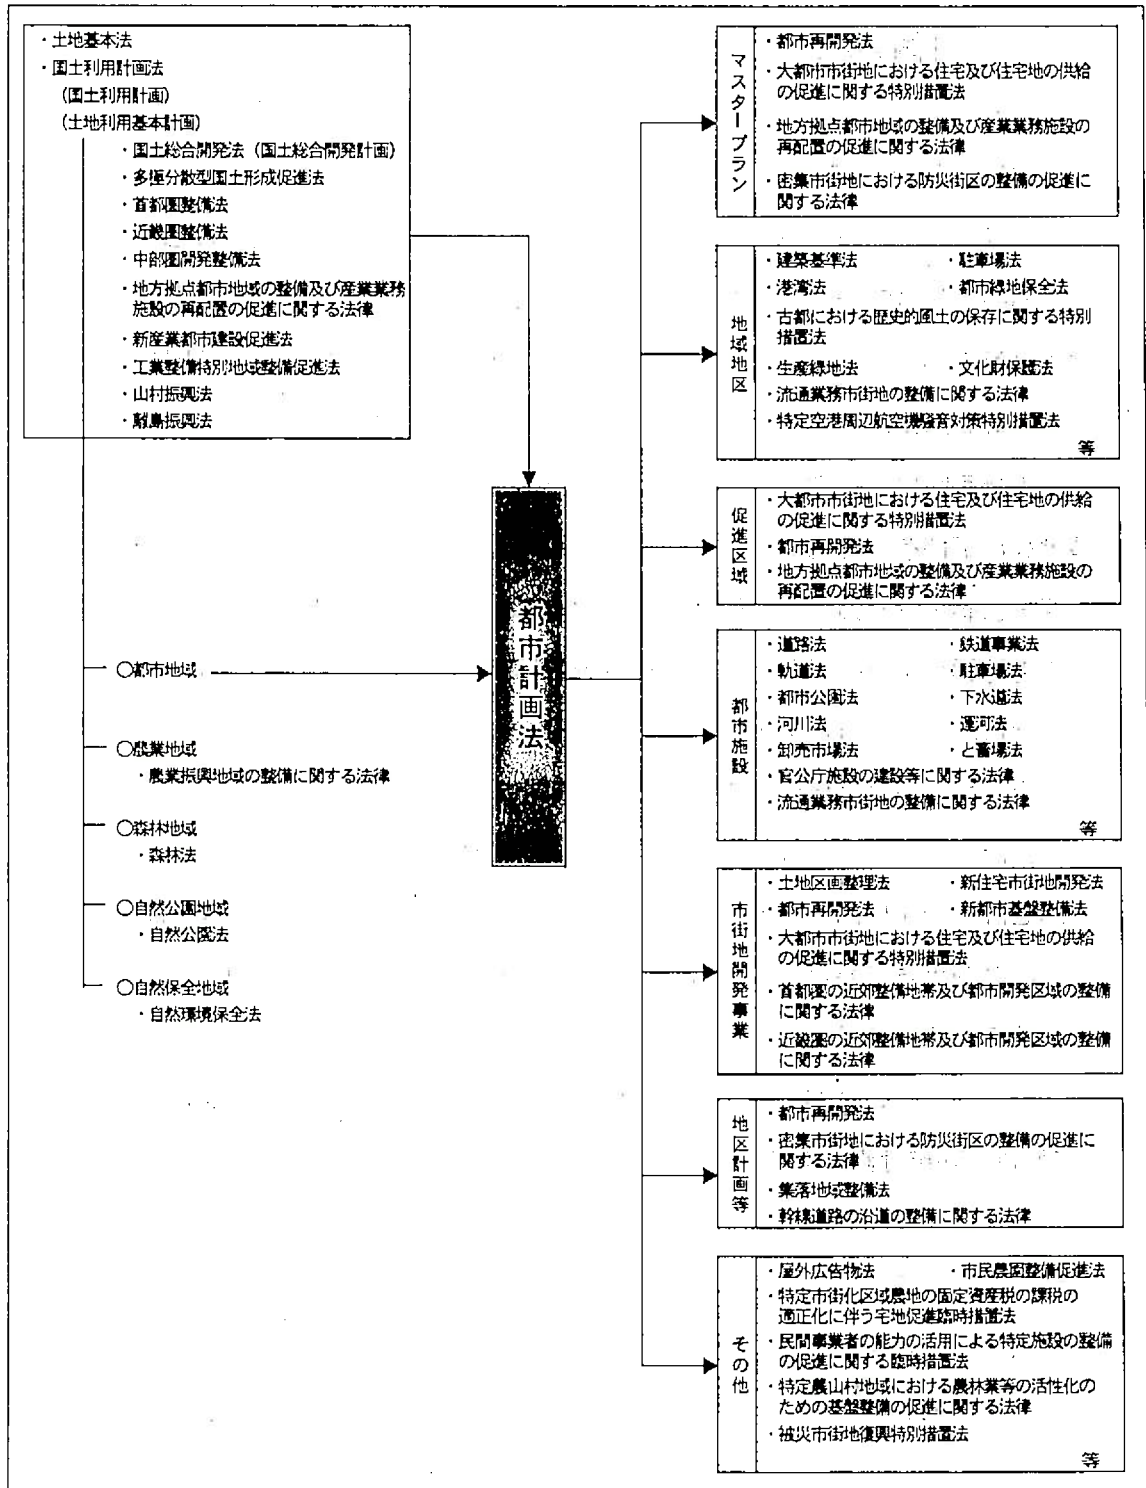 ・土地基本法
・国土利用計画法
(国土利用計画)
(土地利用基本計画)
・国土総合開発法(国土総合開発計画)
・多極分散型国土形成促進法
・首都圏整備法
・近畿圏整備法
・中部圏開発整備法
・地方拠点都市地域の整備及び産業業務
施設の再配置の促進に関する法律
・新産業都市建設促進法
・工業整備特別地域整備促進法
・山村振興法
・離島振興法
○都市地域
○農業地域
・農業振興地域の整備に関する法律
○森林地域
・森林法
○自然公園地域
・自然公園法
○自然保全地域
・自然環境保全法
都市計画法
マスタープラン
・都市再開発法
・大都市市街地における住宅及び住宅地の供給
の促進に関する特別措置法
・地方拠点都市地域の整備及び産業業務施設の
再配置の促進に関する法律
・密集市街地における防災街区の整備の促進に
関する法律
地域地区
・建築基準法 ・駐車場法
・港湾法 ・都市緑地保全法
・古都における歴史的風土の保存に関する特別
措置法
・生産緑地法 ・文化財保護法
・流通業務市街地の整備に関する法律
・特定空港周辺航空機騒音対策特別措置法
等
促進区域
・大都市市街地における住宅及び住宅地の供給
の促進に関する特別措置法
・都市再開発法
・地方拠点都市地域の整備及び産業業務施設の
再配置の促進に関する法律
都市施設
・道路法 ・鉄道事業法
・軌道法 ・駐車場法
・都市公園法 ・下水道法
・河川法 ・運河法
・卸売市場法 ・と畜場法
・官公庁施設の建設等に関する法律
・流通業務市街地の整備に関する法律
等
市街地開発事業
・土地区画整理法 ・新住宅市街地開発法
・都市再開発法 ・新都市基盤整備法
・大都市市街地における住宅及び住宅地の供給
の促進に関する特別措置法
・首都圏の近郊整備地帯及び都市開発区域の整備
に関する法律
・近畿圏の近郊整備地帯及び都市開発区域の整備
に関する法律
地区計画等
・都市再開発法
・密集市街地における防災街区の整備の促進に
関する法律
・集落地域整備法
・幹線道路の沿道の整備に関する法律
その他
・屋外広告物法 ・市民農園整備促進法
・特定市街化区域農地の固定資産税の課税の
適正化に伴う宅地促進臨時措置法
・民間事業者の能力の活用による特定施設の整備
の促進に関する臨時措置法
・特定農山村地域における農林業等の活性化の
ための基盤整備の促進に関する法律
・被災市街地復興特別措置法
等